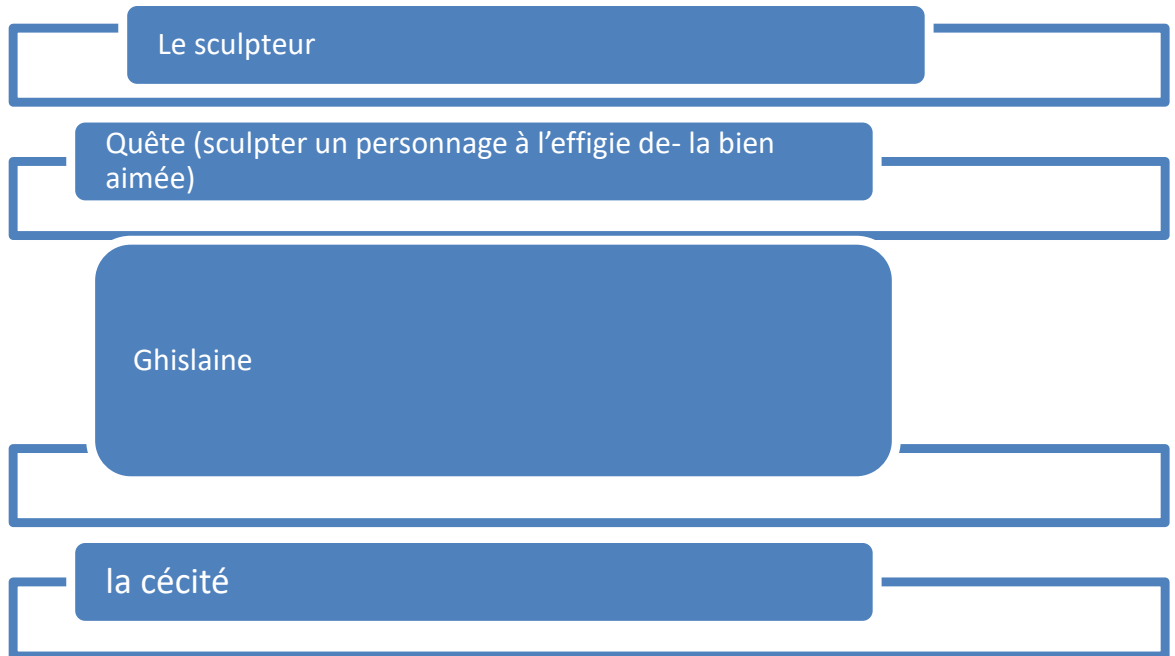 Le sculpteur
Quête (sculpter un personnage à l’effigie de- la bien
aimée)
Ghislaine
la cécité